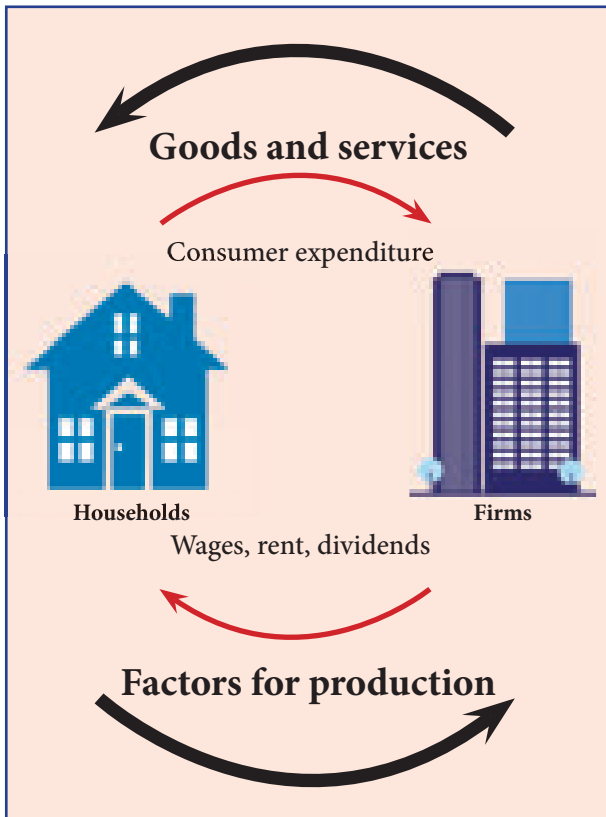 Goods and services
Consumer expenditure
Households
Firms
Wages, rent, dividends
Factors for production